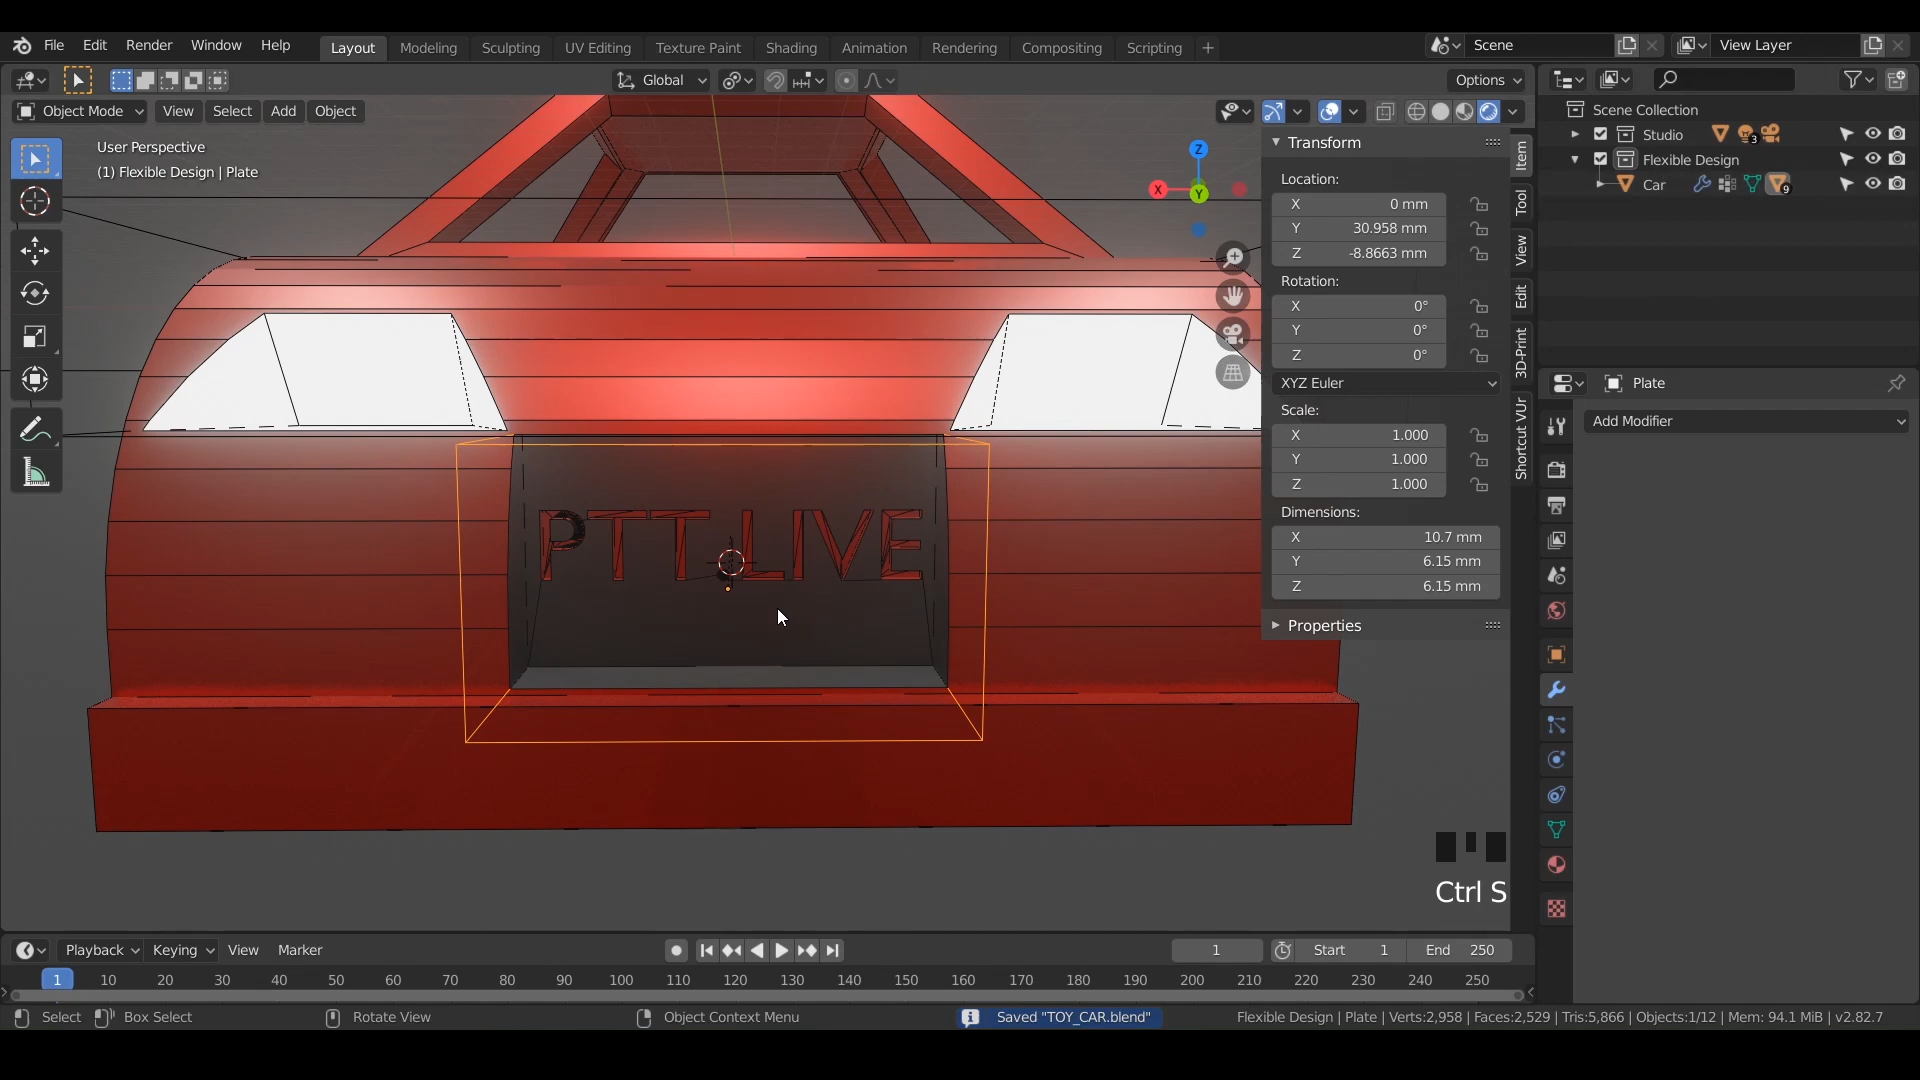 File Edit Render Window Help Layout Modeling Sculpting UV Editing Texture Paint Shading Animation Rendering Compositing Scripting + Scene View Layer
Global Options
Object Mode View Select Add Object
User Perspective
(1) Flexible Design | Plate
Z
X
Y
PTT.LIVE
Transform
Location:
X 0 mm
Y 30.958 mm
Z -8.8663 mm
Rotation:
X 0°
Y 0°
Z 0°
XYZ Euler
Scale:
X 1.000
Y 1.000
Z 1.000
Dimensions:
X 10.7 mm
Y 6.15 mm
Z 6.15 mm
Properties
Item
Tool
View
Edit
3D-Print
Shortcut VUr
Scene Collection
Studio 3
Flexible Design
Car 9
Plate
Add Modifier
Ctrl S
Playback Keying View Marker 1 Start 1 End 250
1 10 20 30 40 50 60 70 80 90 100 110 120 130 140 150 160 170 180 190 200 210 220 230 240 250
Select Box Select Rotate View Object Context Menu Saved "TOY_CAR.blend" Flexible Design | Plate | Verts:2,958 | Faces:2,529 | Tris:5,866 | Objects:1/12 | Mem: 94.1 MiB | v2.82.7